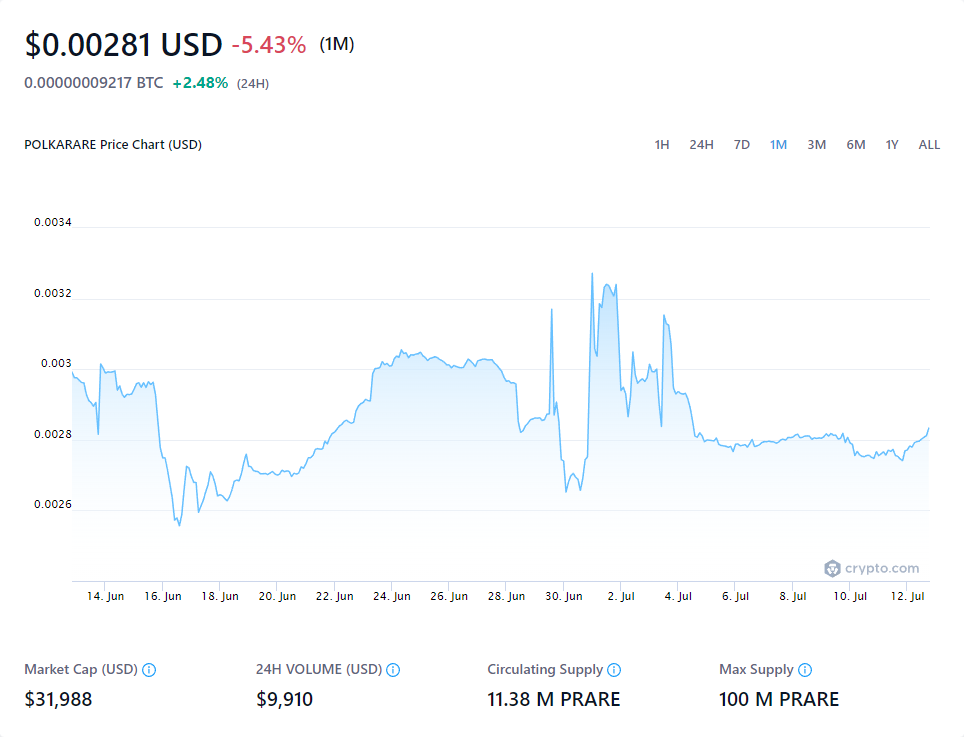 $0.00281 USD -5.43% (1M)
0.00000009217 BTC +2.48% (24H)
POLKARARE Price Chart (USD) 1H 24H 7D 1M 3M 6M 1Y ALL
0.0034
0.0032
0.003
0.0028
0.0026
crypto.com
14. Jun 16. Jun 18. Jun 20. Jun 22. Jun 24. Jun 26. Jun 28. Jun 30. Jun 2. Jul 4. Jul 6. Jul 8. Jul 10. Jul 12. Jul
Market Cap (USD) 24H VOLUME (USD) Circulating Supply Max Supply
$31,988 $9,910 11.38 M PRARE 100 M PRARE